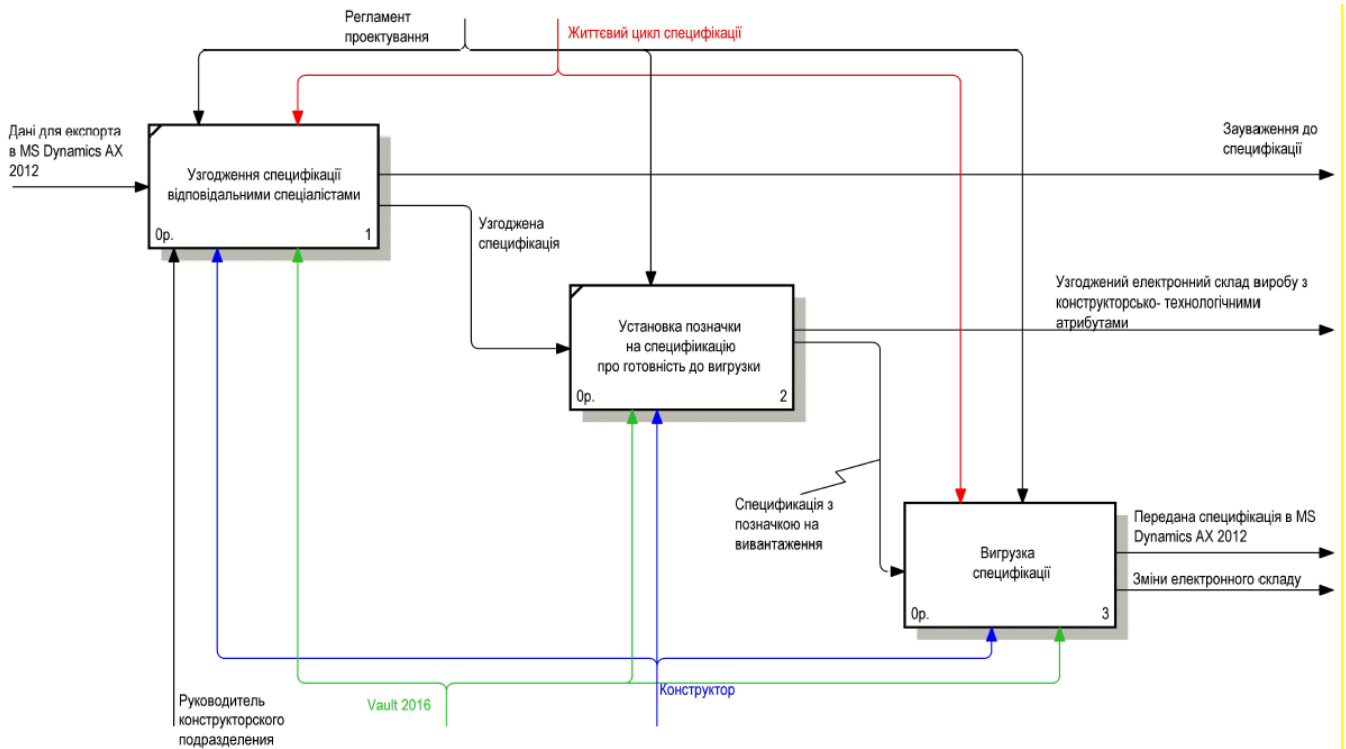 Регламент
проектування
Життєвий цикл специфікації
Дані для експорта
в MS Dynamics AX
2012
Зауваження до
специфікації
Узгодження специфікації
відповідальними спеціалістами
0р.
1
Узгоджена
специфікація
Узгоджений електронний склад виробу з
конструкторсько- технологічними
атрибутами
Установка позначки
на специфіикацію
про готовність до вигрузки
0р.
2
Спецификація з
позначкою на
вивантаження
Передана специфікація в MS
Dynamics AX 2012
Вигрузка
специфікації
Зміни електронного складу
0р.
3
Руководитель
конструкторского
подразделения
Vault 2016
Конструктор